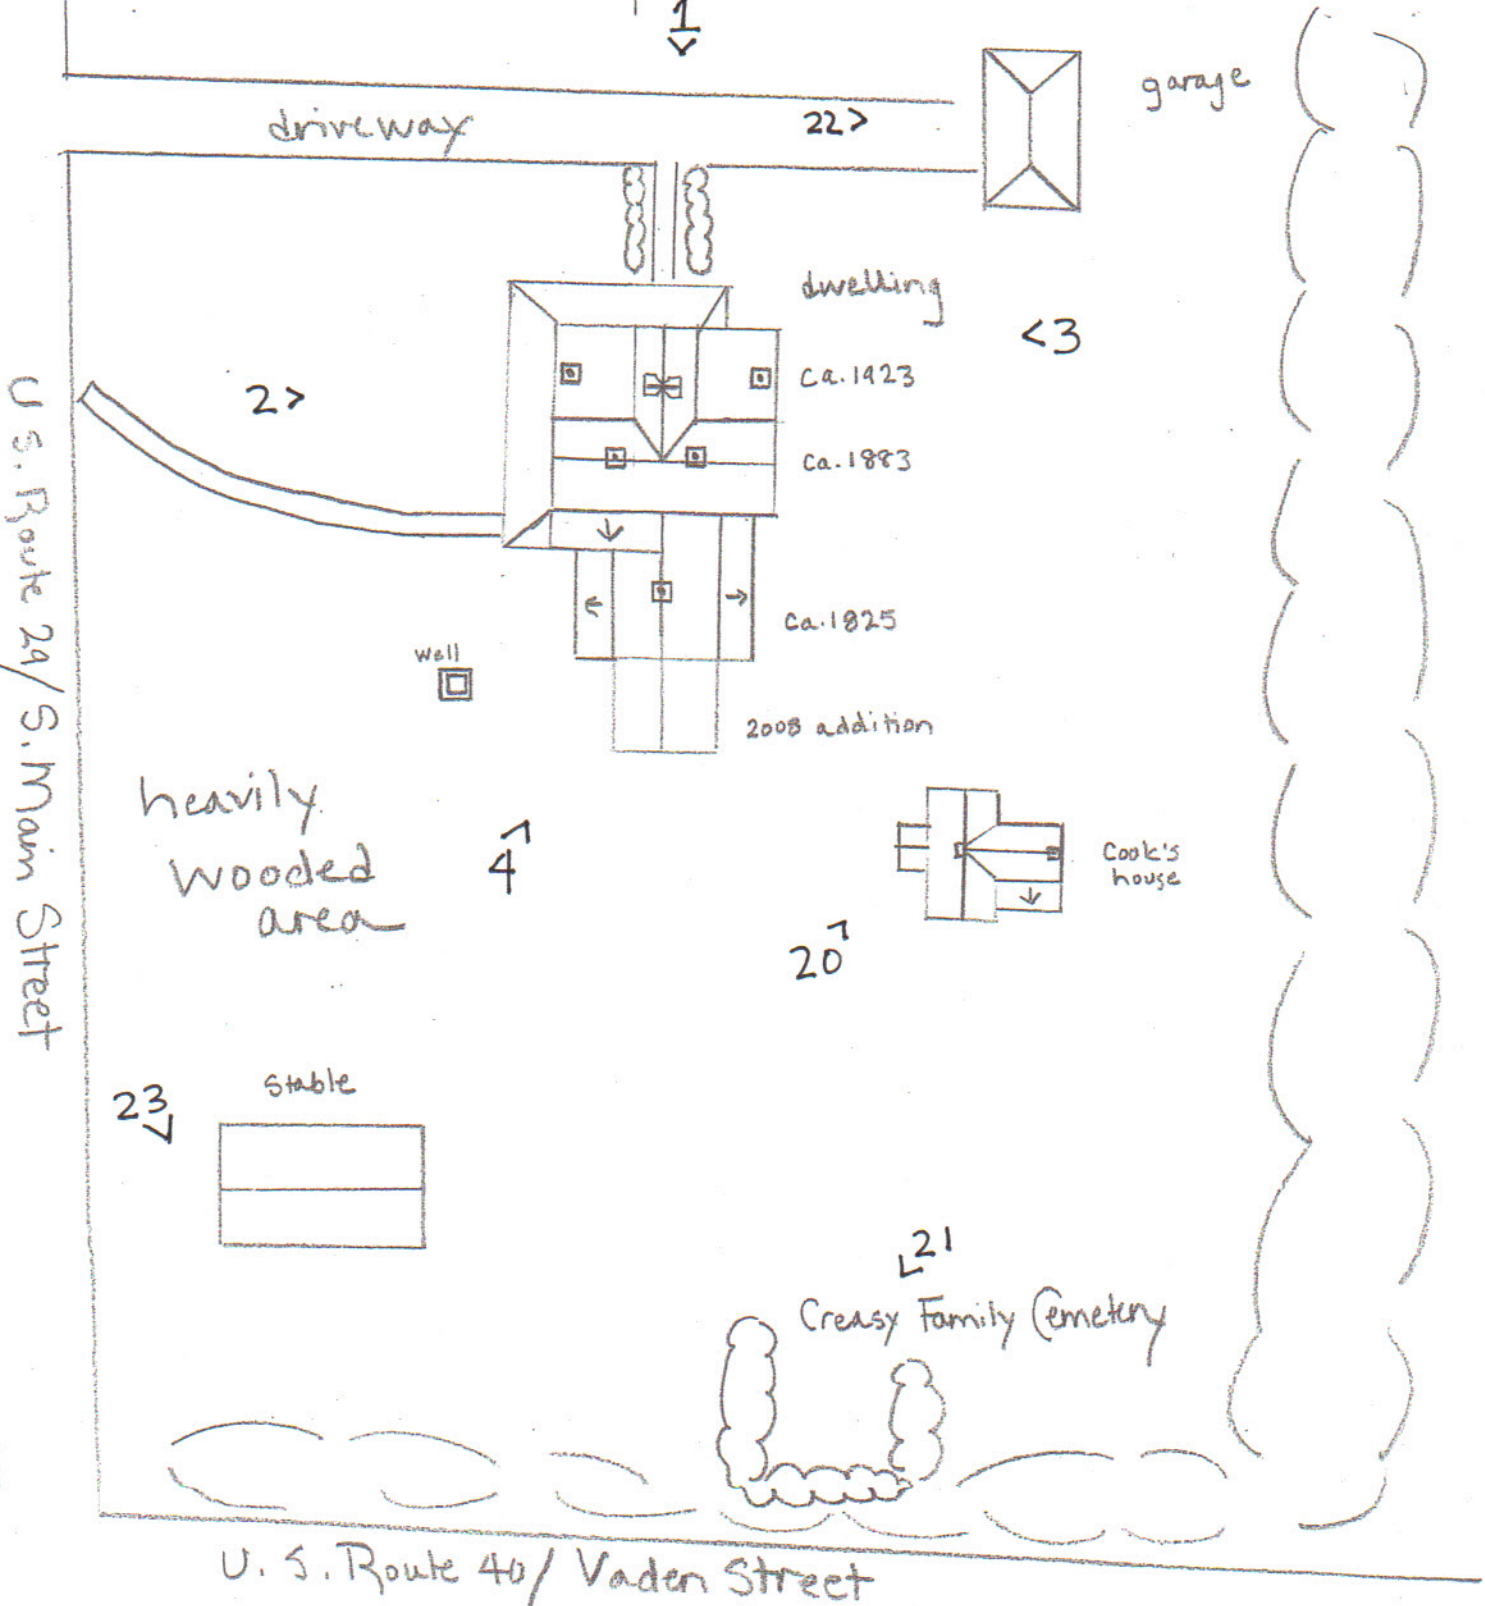 1
garage
driveway
22
dwelling
3
ca. 1923
2
ca. 1883
U S. Route 29/S. Main Street
ca. 1825
well
2008 addition
heavily
wooded
area
4
Cook's
house
20
stable
23
21
Creasy Family Cemetery
U. S. Route 40/ Vaden Street